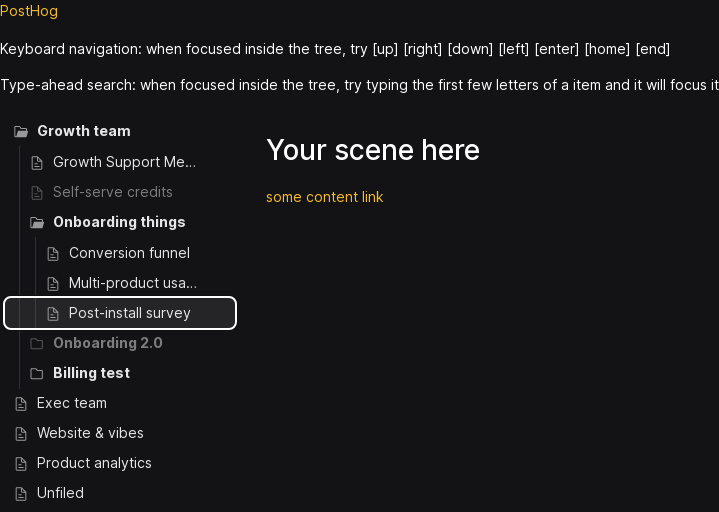 PostHog
Keyboard navigation: when focused inside the tree, try [up] [right] [down] [left] [enter] [home] [end]
Type-ahead search: when focused inside the tree, try typing the first few letters of a item and it will focus it
Growth team
Growth Support Me...
Self-serve credits
Onboarding things
Conversion funnel
Multi-product usa...
Post-install survey
Onboarding 2.0
Billing test
Exec team
Website & vibes
Product analytics
Unfiled
Your scene here
some content link